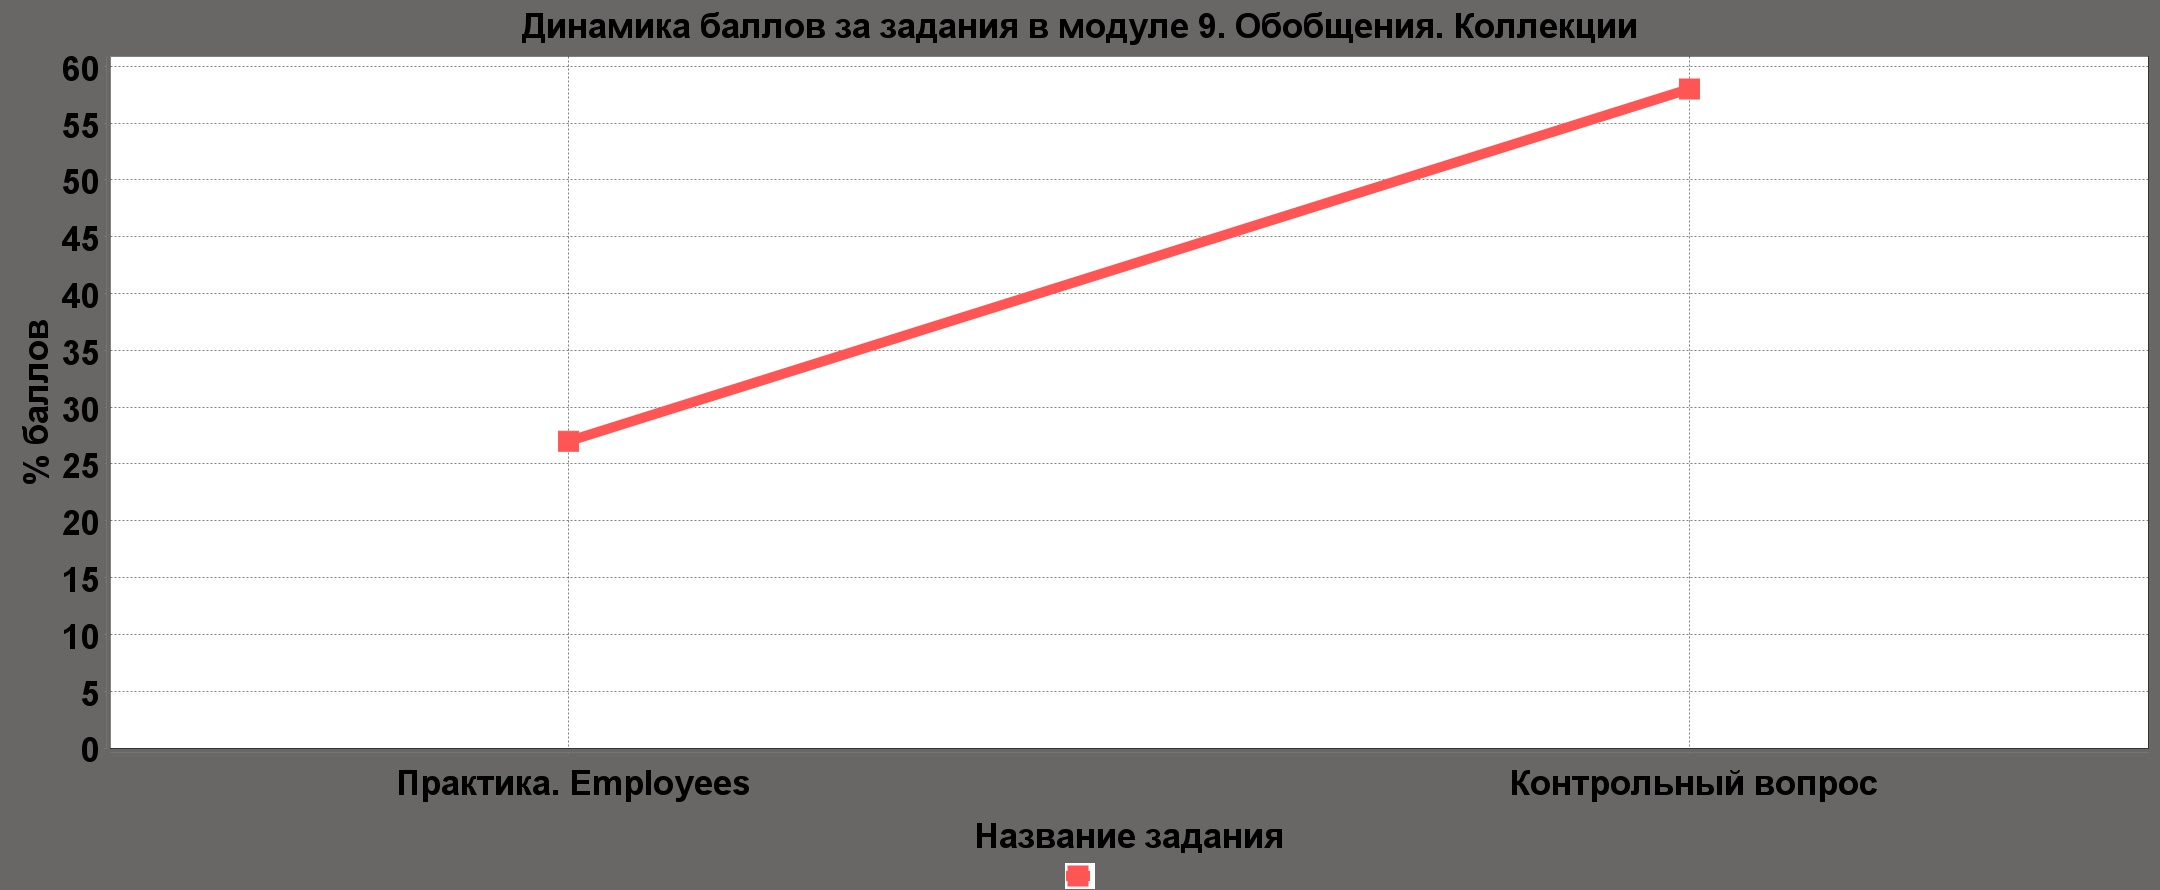 Динамика баллов за задания в модуле 9. Обобщения. Коллекции
60
55
50
45
40
35
30
25
20
15
10
5
0
% баллов
Практика. Employees
Контрольный вопрос
Название задания